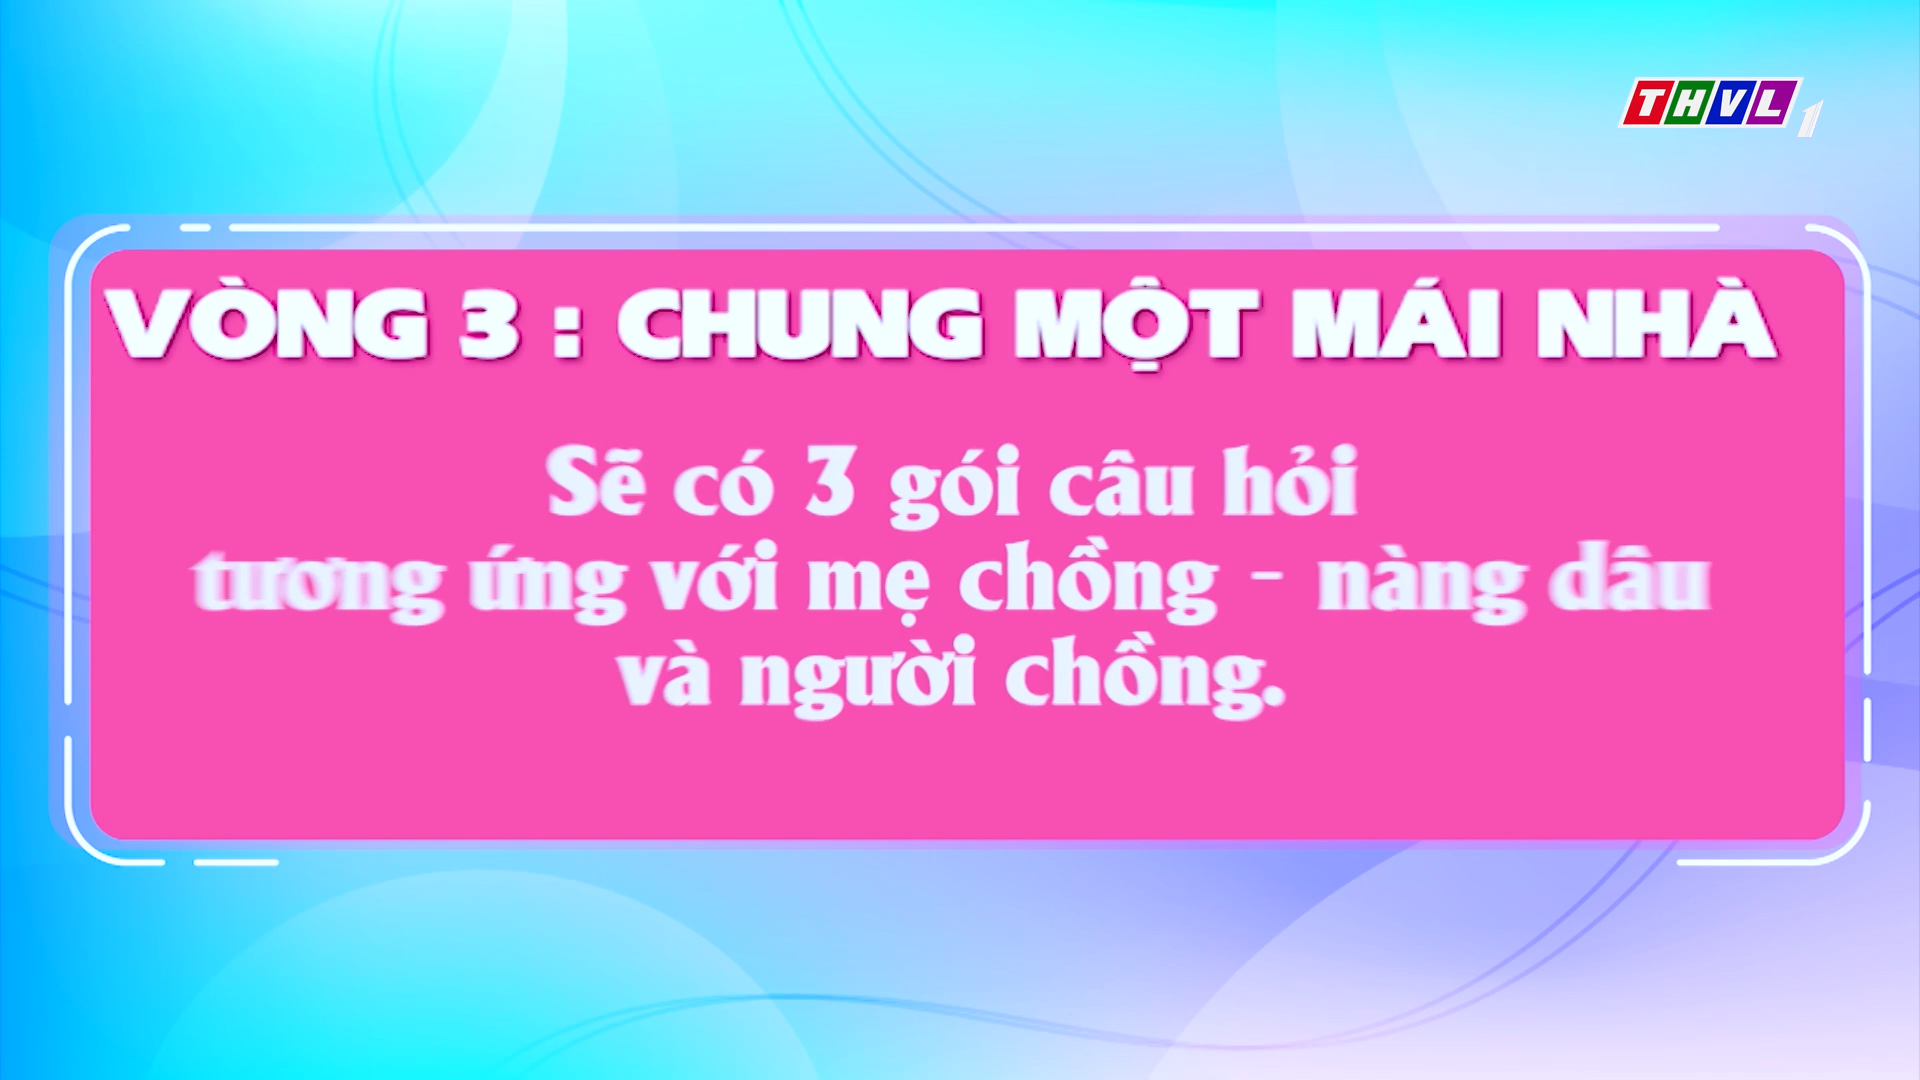 THVL1
VÒNG 3 : CHUNG MỘT MÁI NHÀ
Sẽ có 3 gói câu hỏi
tương ứng với mẹ chồng - nàng dâu
và người chồng.